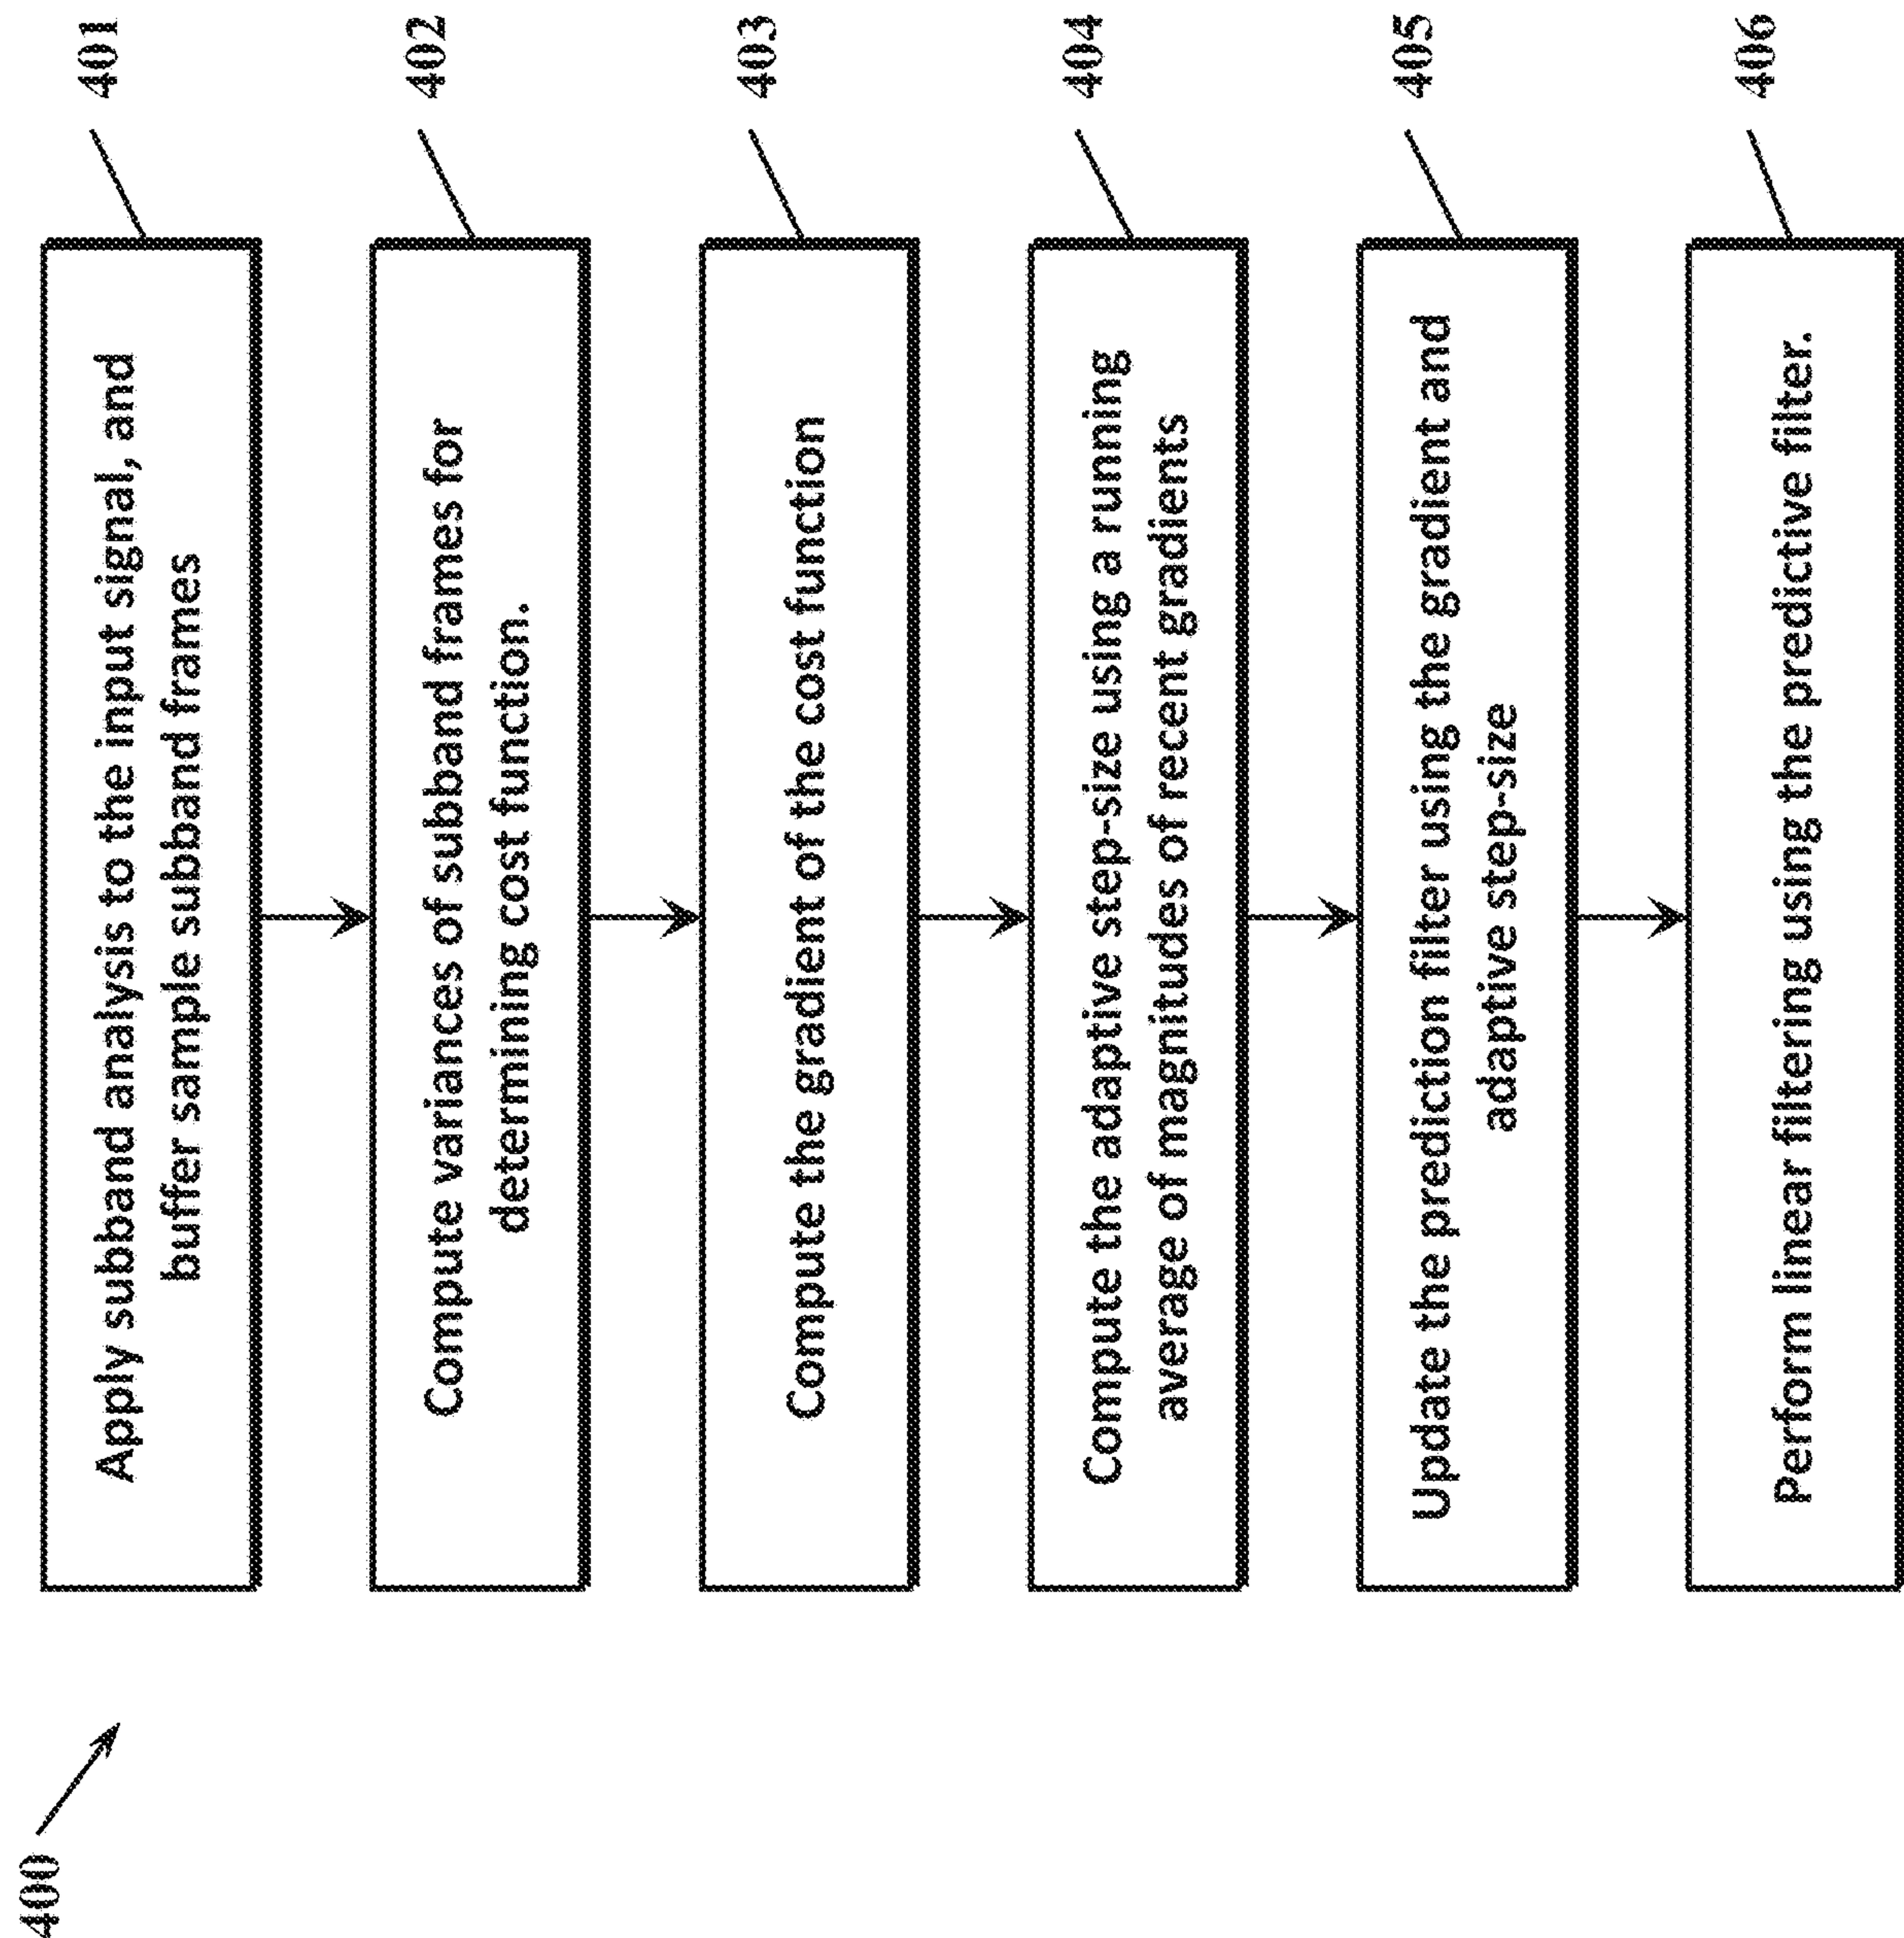 400
Apply subband analysis to the input signal, and
buffer sample subband frames
401
Compute variances of subband frames for
determining cost function.
402
Compute the gradient of the cost function
403
Compute the adaptive step-size using a running
average of magnitudes of recent gradients
404
Update the prediction filter using the gradient and
adaptive step-size
405
Perform linear filtering using the predictive filter.
406